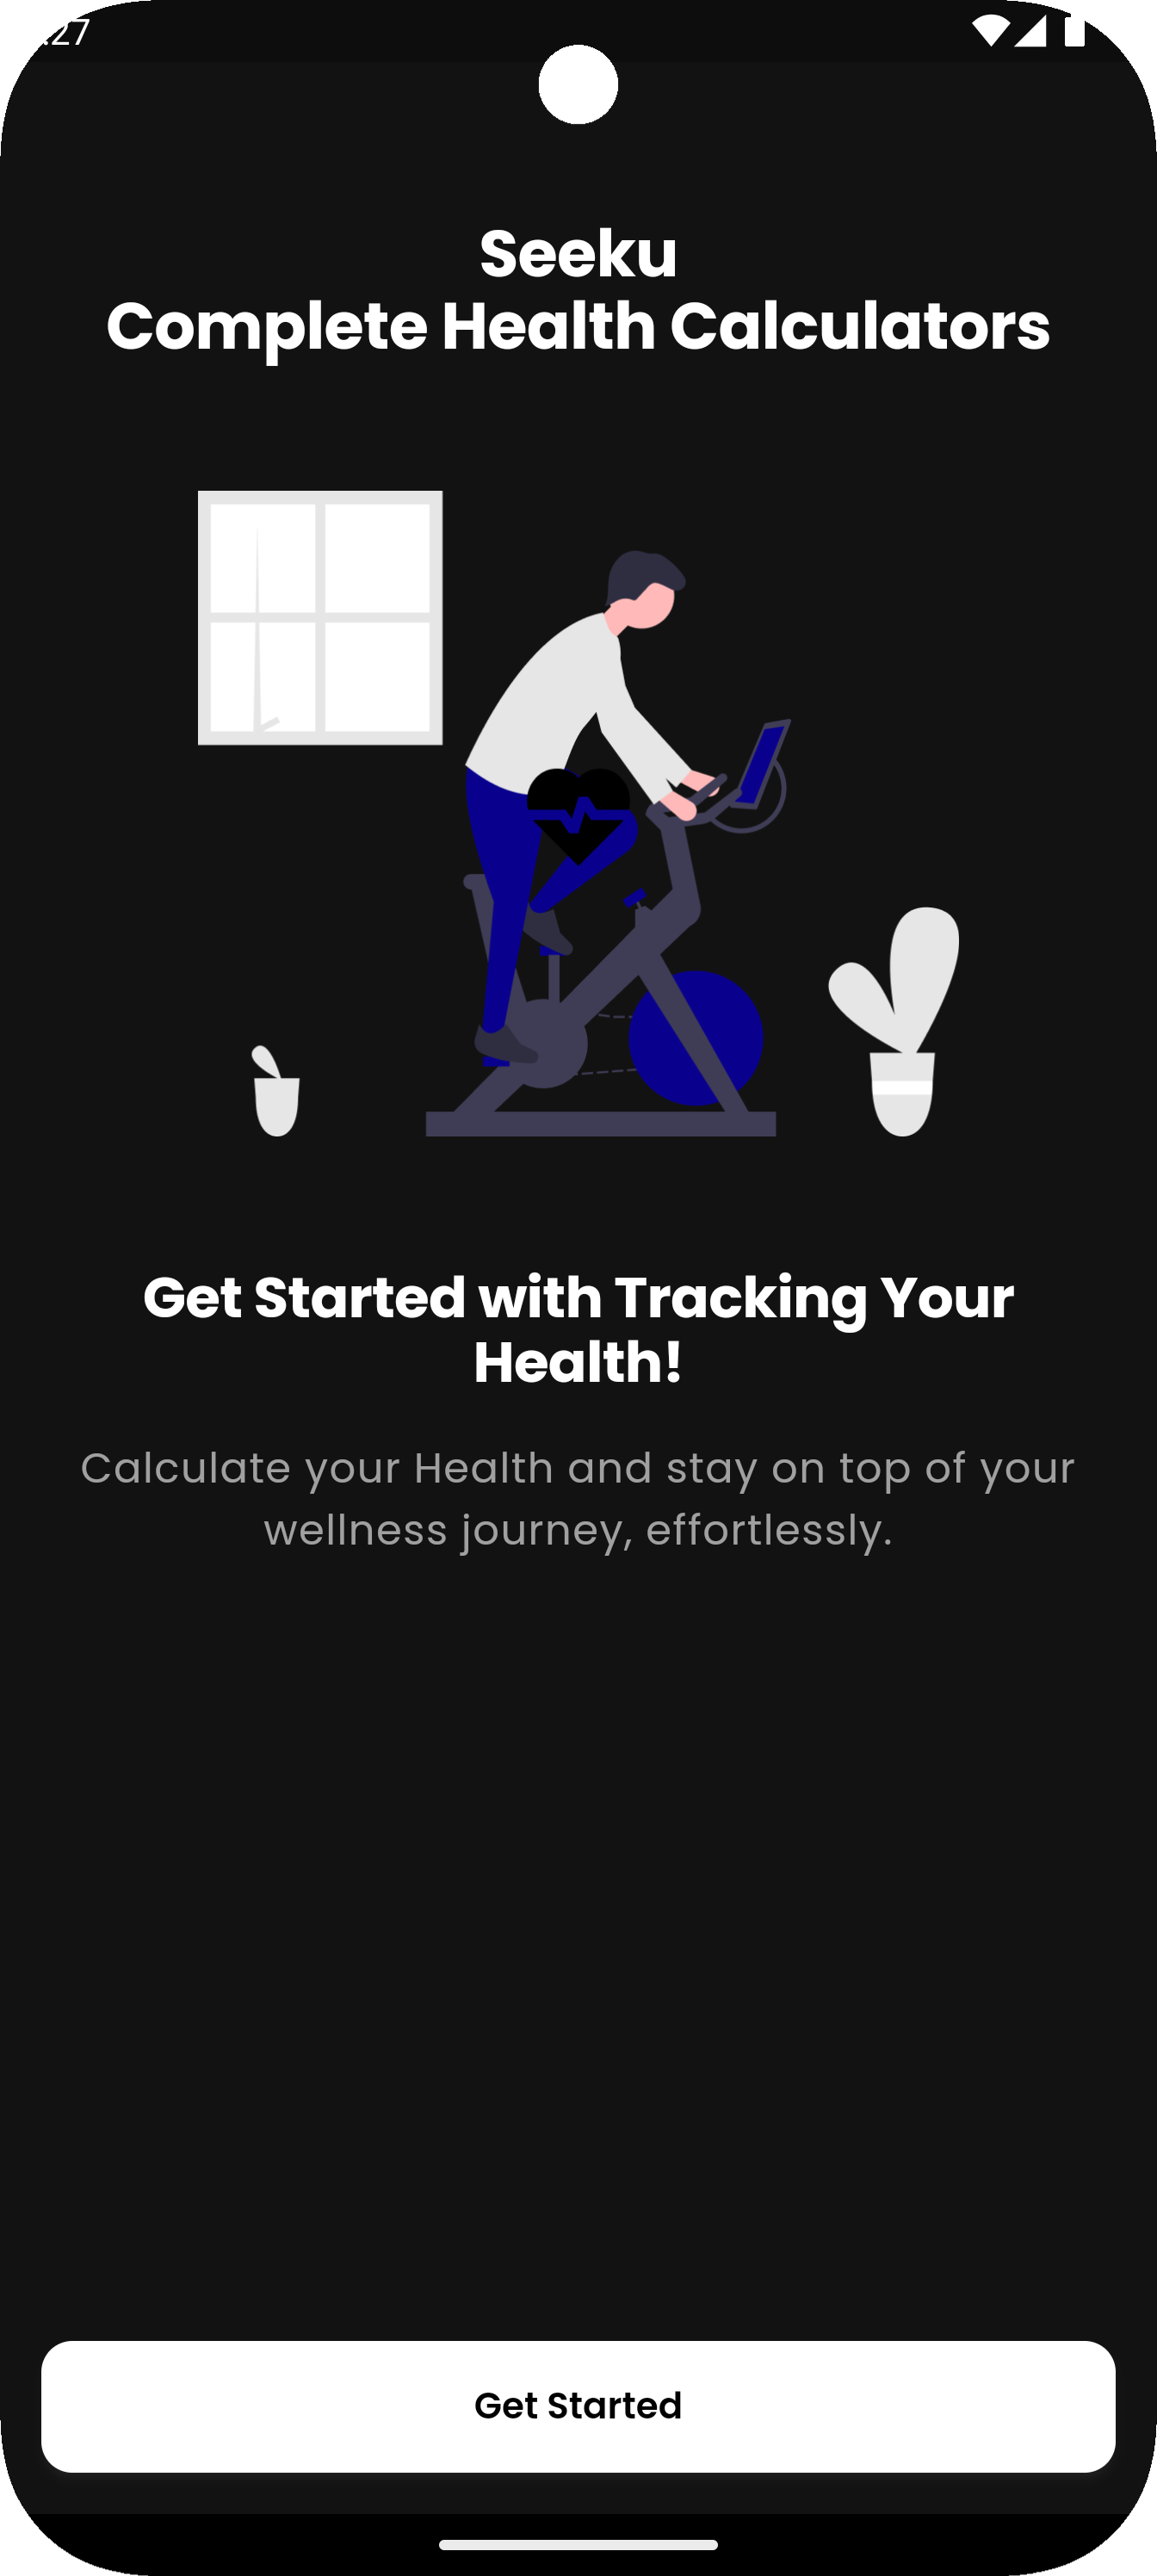 :27
Seeku
Complete Health Calculators
Get Started with Tracking Your
Health!
Calculate your Health and stay on top of your
wellness journey, effortlessly.
Get Started